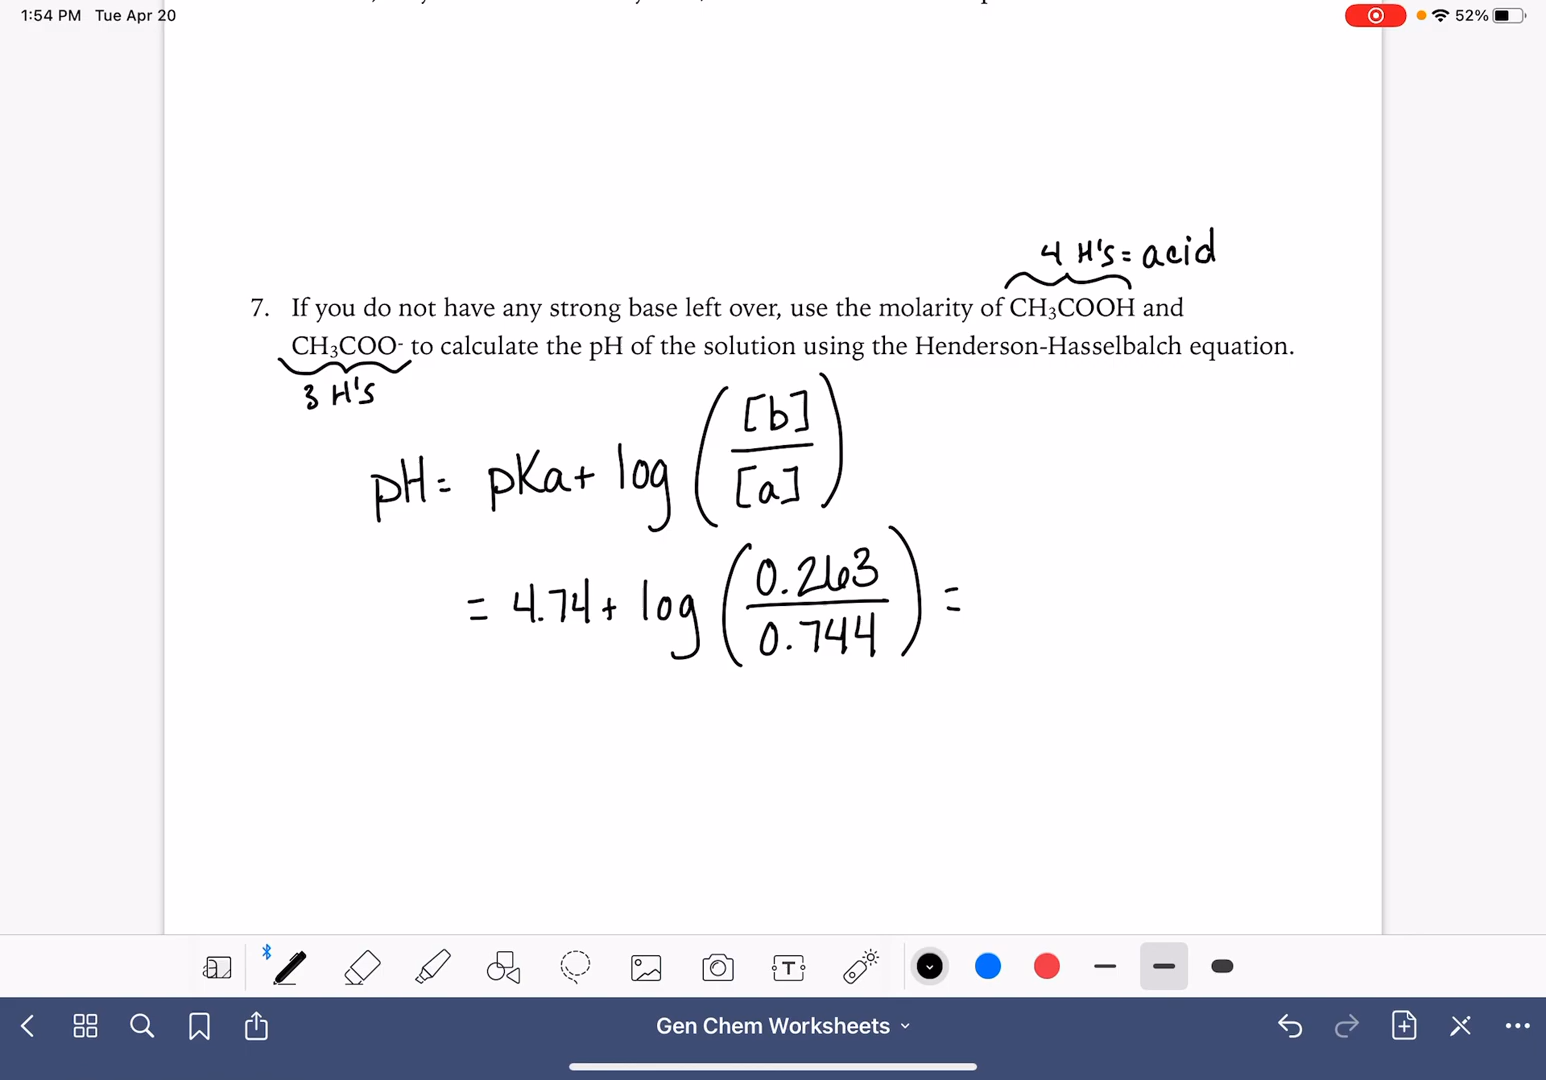 1:54 PM Tue Apr 20
52%
4 H's = acid
7. If you do not have any strong base left over, use the molarity of CH₃COOH and
CH₃COO⁻ to calculate the pH of the solution using the Henderson-Hasselbalch equation.
3 H's
pH = pKa + log ([b]/[a])
= 4.74 + log (0.263/0.744) =
T
Gen Chem Worksheets